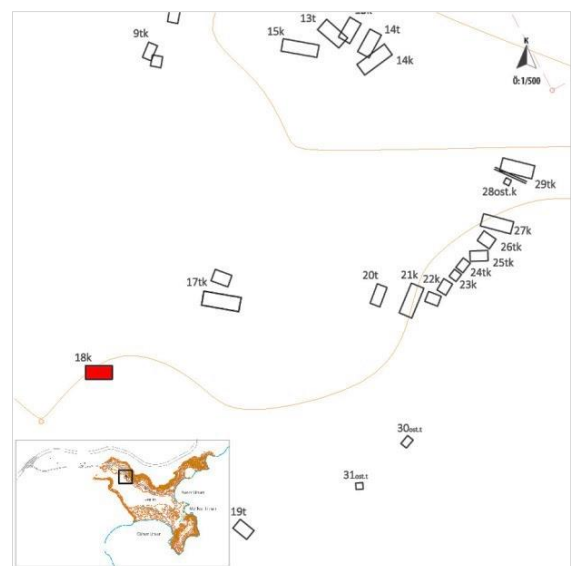 13t
14t
9tk
15k
14k
K
Ö:1/500
29tk
28ost.k
27k
26tk
25tk
24tk
23k
22k
21k
20t
17tk
18k
30ost.t
31ost.t
19t